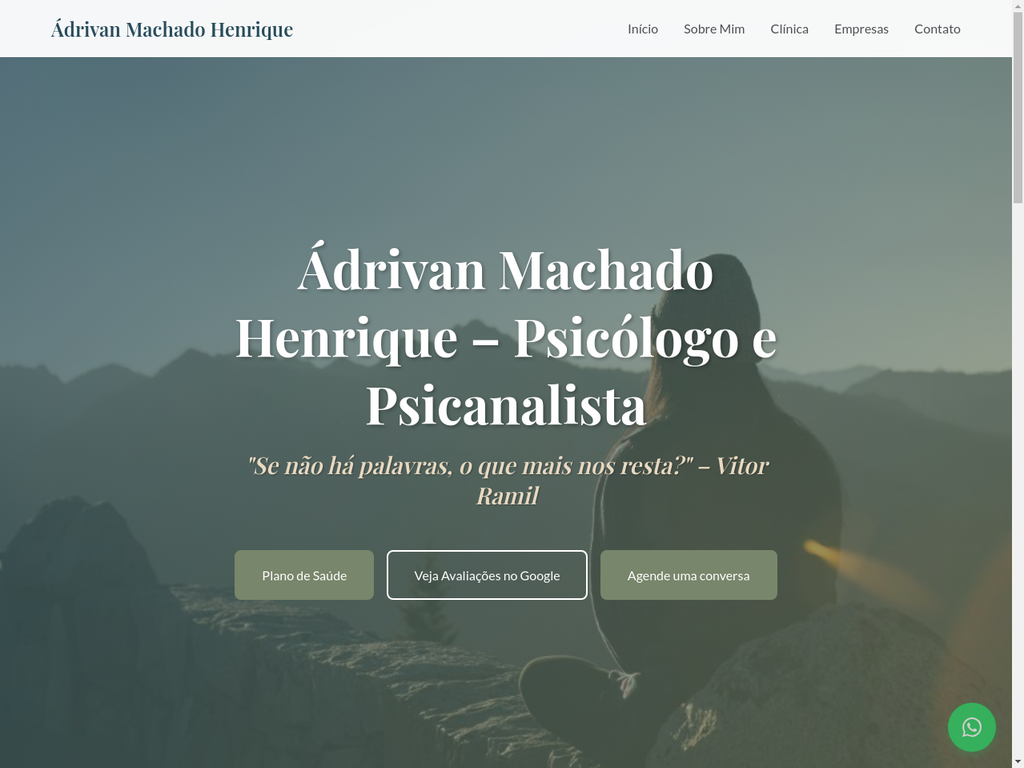 Ádrivan Machado Henrique
Início
Sobre Mim
Clínica
Empresas
Contato
Ádrivan Machado
Henrique – Psicólogo e
Psicanalista
"Se não há palavras, o que mais nos resta?" – Vitor
Ramil
Plano de Saúde
Veja Avaliações no Google
Agende uma conversa